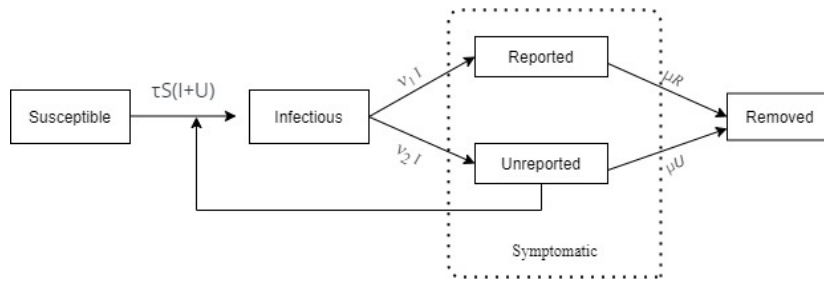 Susceptible
τS(I+U)
Infectious
ν₁ I
ν₂ I
Reported
Unreported
Symptomatic
μR
μU
Removed